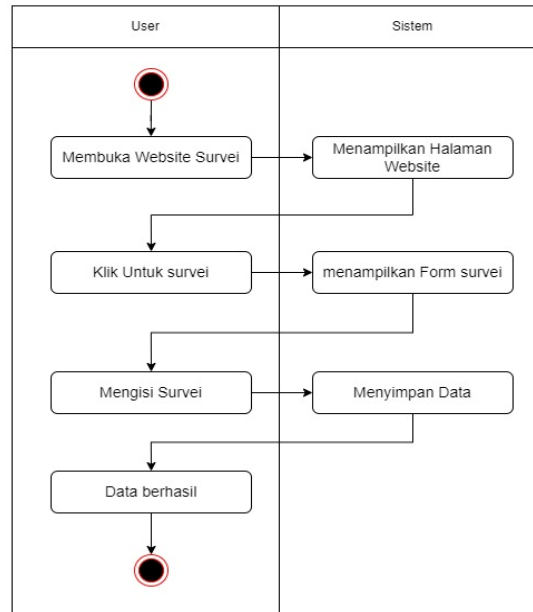 User
Sistem
Membuka Website Survei
Menampilkan Halaman
Website
Klik Untuk survei
menampilkan Form survei
Mengisi Survei
Menyimpan Data
Data berhasil